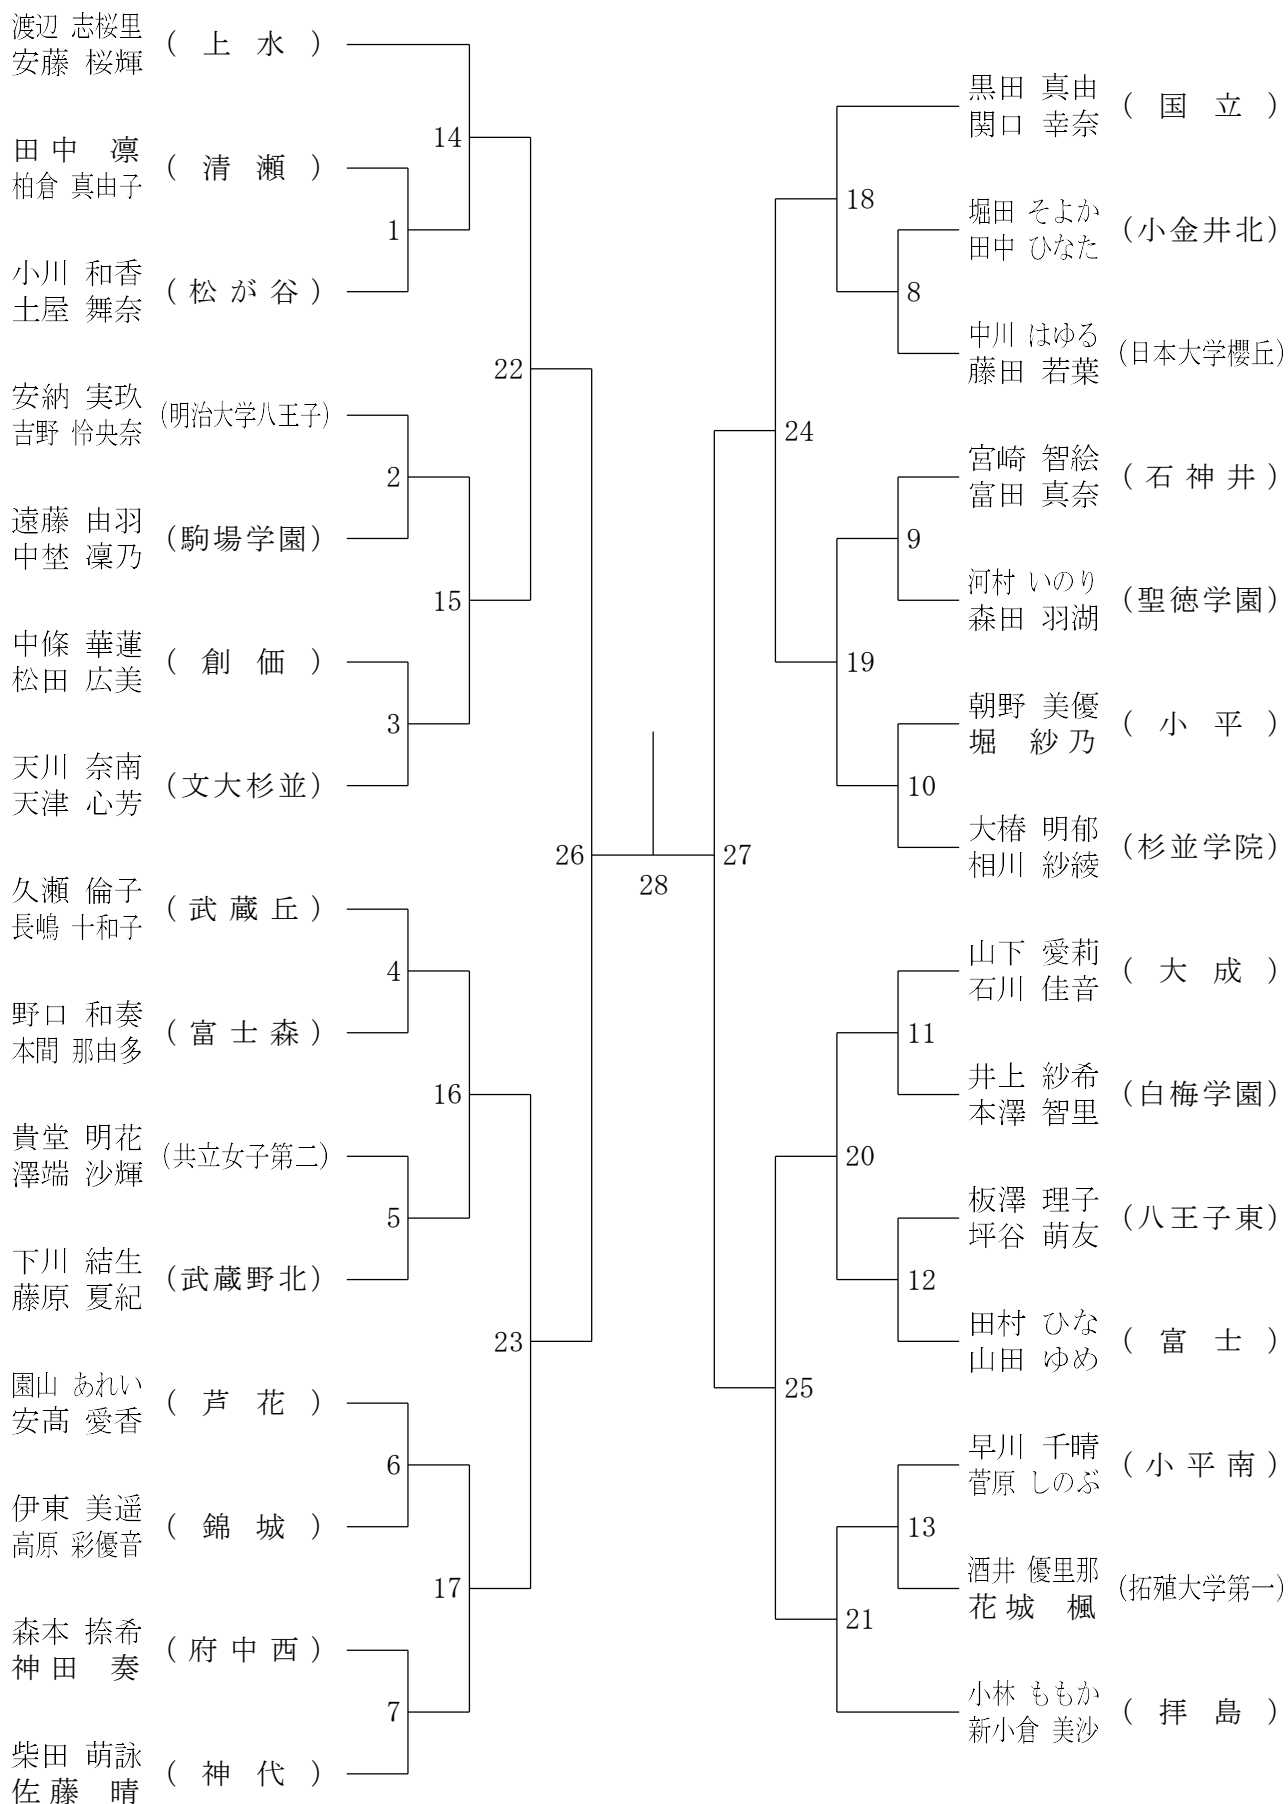 渡辺 志桜里
安藤 桜輝
( 上 水 )
田中 凛
柏倉 真由子
( 清 瀬 )
小川 和香
土屋 舞奈
( 松 が 谷 )
安納 実玖
吉野 怜央奈
(明治大学八王子)
遠藤 由羽
中埜 凜乃
(駒場学園)
中條 華蓮
松田 広美
( 創 価 )
天川 奈南
天津 心芳
(文大杉並)
久瀬 倫子
長嶋 十和子
( 武 蔵 丘 )
野口 和奏
本間 那由多
( 富 士 森 )
貴堂 明花
澤端 沙輝
(共立女子第二)
下川 結生
藤原 夏紀
(武蔵野北)
園山 あれい
安髙 愛香
( 芦 花 )
伊東 美遥
高原 彩優音
( 錦 城 )
森本 捺希
神田 奏
( 府 中 西 )
柴田 萌詠
佐藤 晴
( 神 代 )
1
2
3
4
5
6
7
14
15
16
17
22
23
26
28
27
24
25
18
19
20
21
8
9
10
11
12
13
黒田 真由
関口 幸奈
( 国 立 )
堀田 そよか
田中 ひなた
(小金井北)
中川 はゆる
藤田 若葉
(日本大学櫻丘)
宮崎 智絵
富田 真奈
( 石 神 井 )
河村 いのり
森田 羽湖
(聖徳学園)
朝野 美優
堀 紗乃
( 小 平 )
大椿 明郁
相川 紗綾
(杉並学院)
山下 愛莉
石川 佳音
( 大 成 )
井上 紗希
本澤 智里
(白梅学園)
板澤 理子
坪谷 萌友
(八王子東)
田村 ひな
山田 ゆめ
( 富 士 )
早川 千晴
菅原 しのぶ
( 小 平 南 )
酒井 優里那
花城 楓
(拓殖大学第一)
小林 ももか
新小倉 美沙
( 拝 島 )